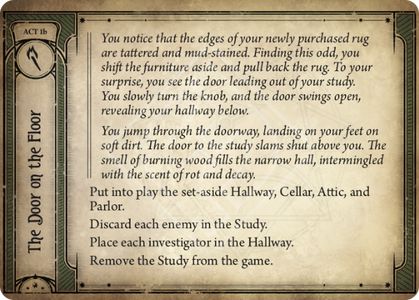 ACT 1b
The Door on the Floor
You notice that the edges of your newly purchased rug
are tattered and mud-stained. Finding this odd, you
shift the furniture aside and pull back the rug. To your
surprise, you see the door leading out of your study.
You slowly turn the knob, and the door swings open,
revealing your hallway below.
You jump through the doorway, landing on your feet on
soft dirt. The door to the study slams shut above you. The
smell of burning wood fills the narrow hall, intermingled
with the scent of rot and decay.
Put into play the set-aside Hallway, Cellar, Attic, and
Parlor.
Discard each enemy in the Study.
Place each investigator in the Hallway.
Remove the Study from the game.